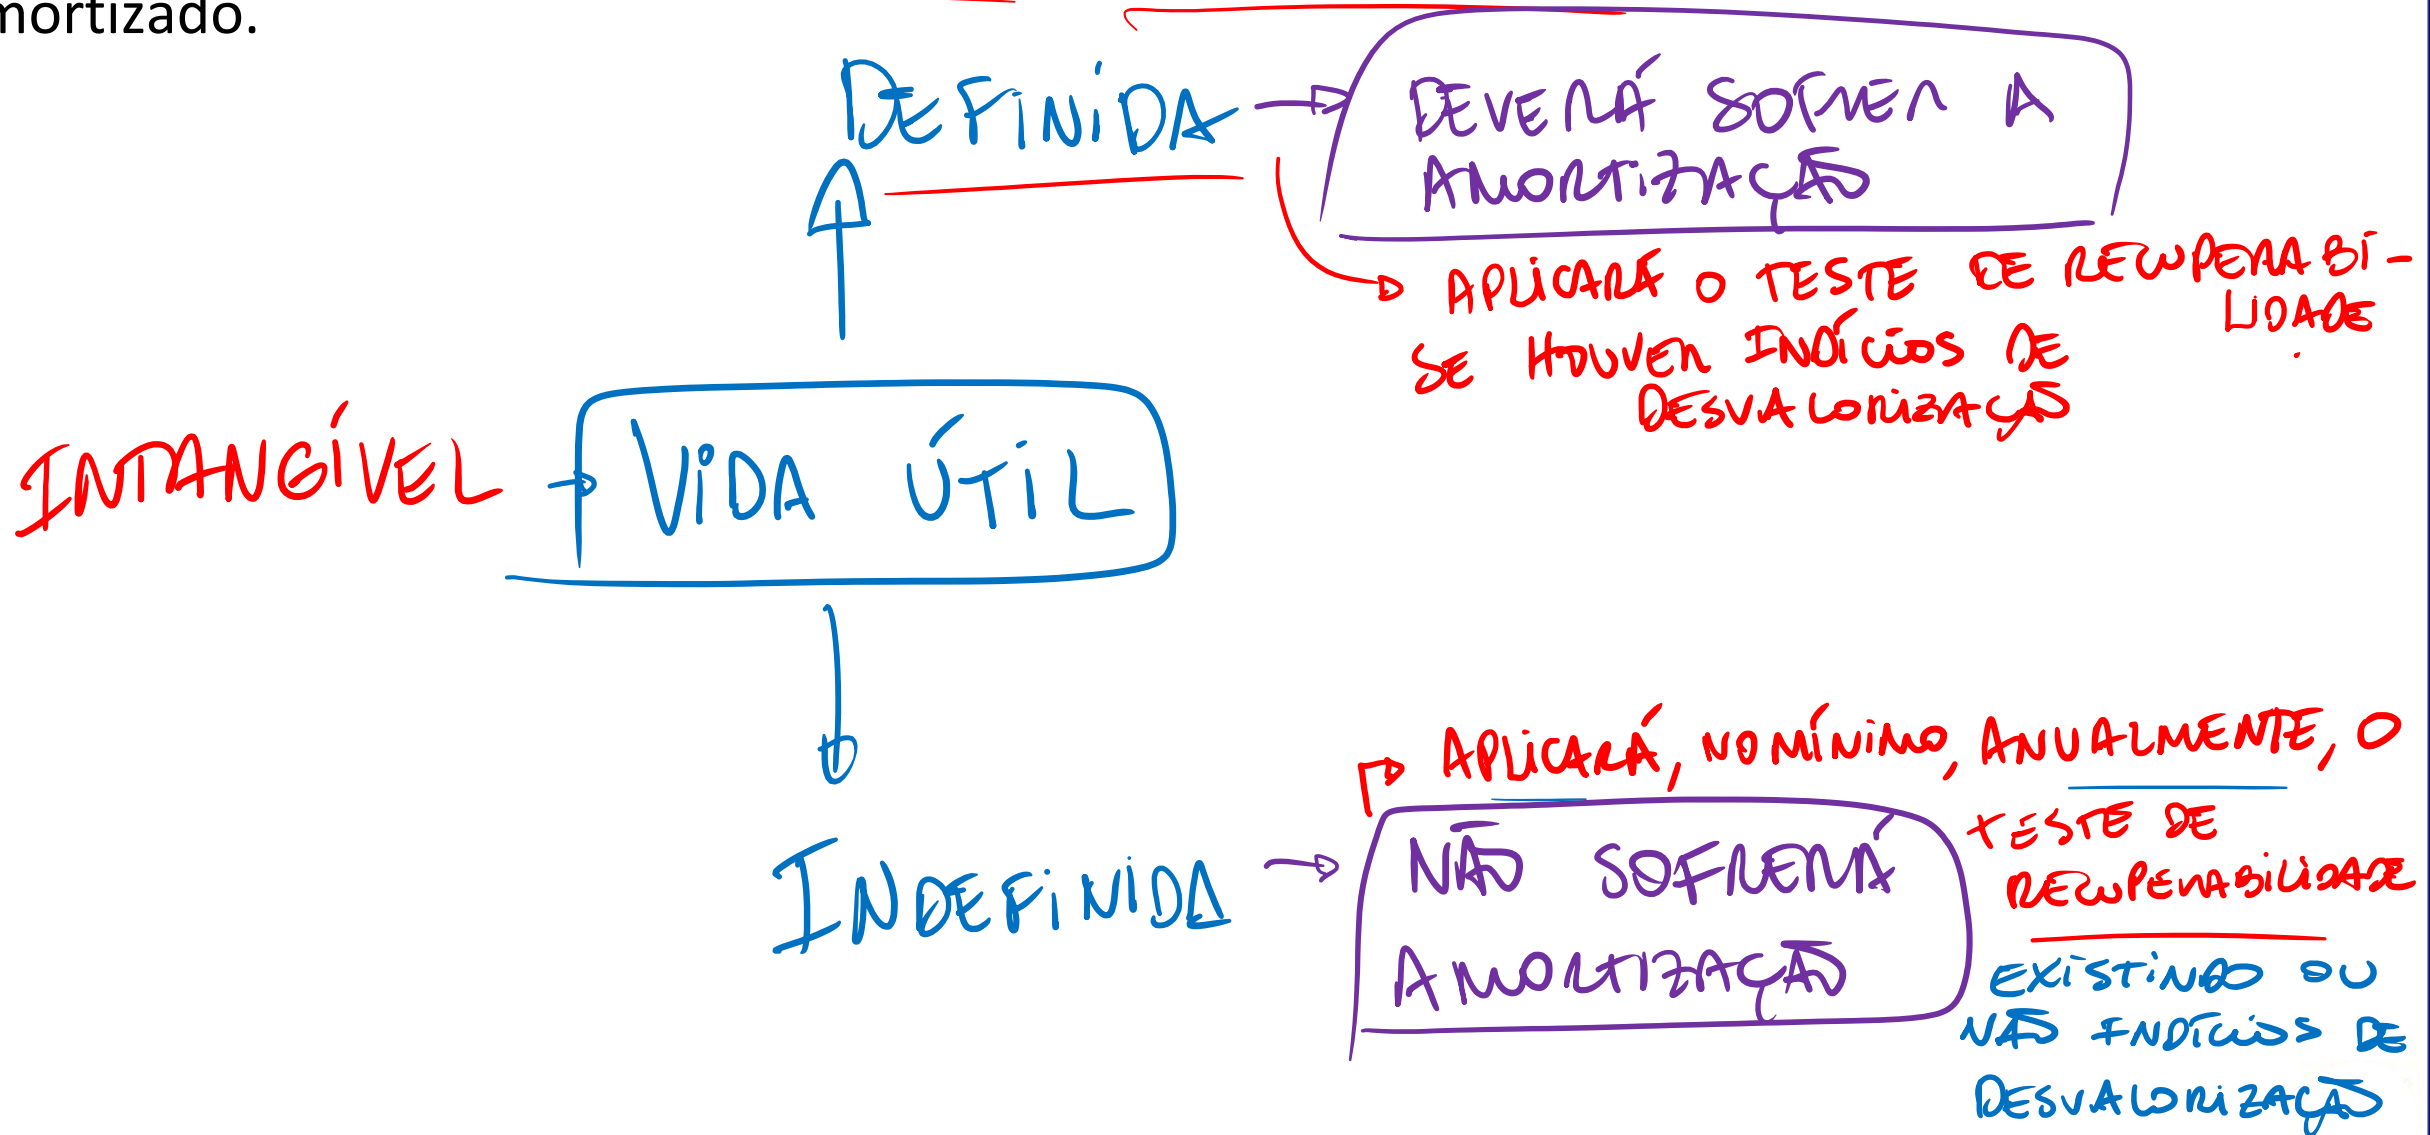 mortizado.
DEFINIDA
DEVERÁ SOFRER A
AMORTIZAÇÃO
APLICARÁ O TESTE DE RECUPERABI-
LIDADE
SE HOUVER INDÍCIOS DE
DESVALORIZAÇÃO
INTANGÍVEL
VIDA ÚTIL
APLICARÁ, NO MÍNIMO, ANUALMENTE, O
TESTE DE
RECUPERABILIDADE
INDEFINIDA
NÃO SOFRERÁ
AMORTIZAÇÃO
EXISTINDO OU
NÃO INDÍCIOS DE
DESVALORIZAÇÃO